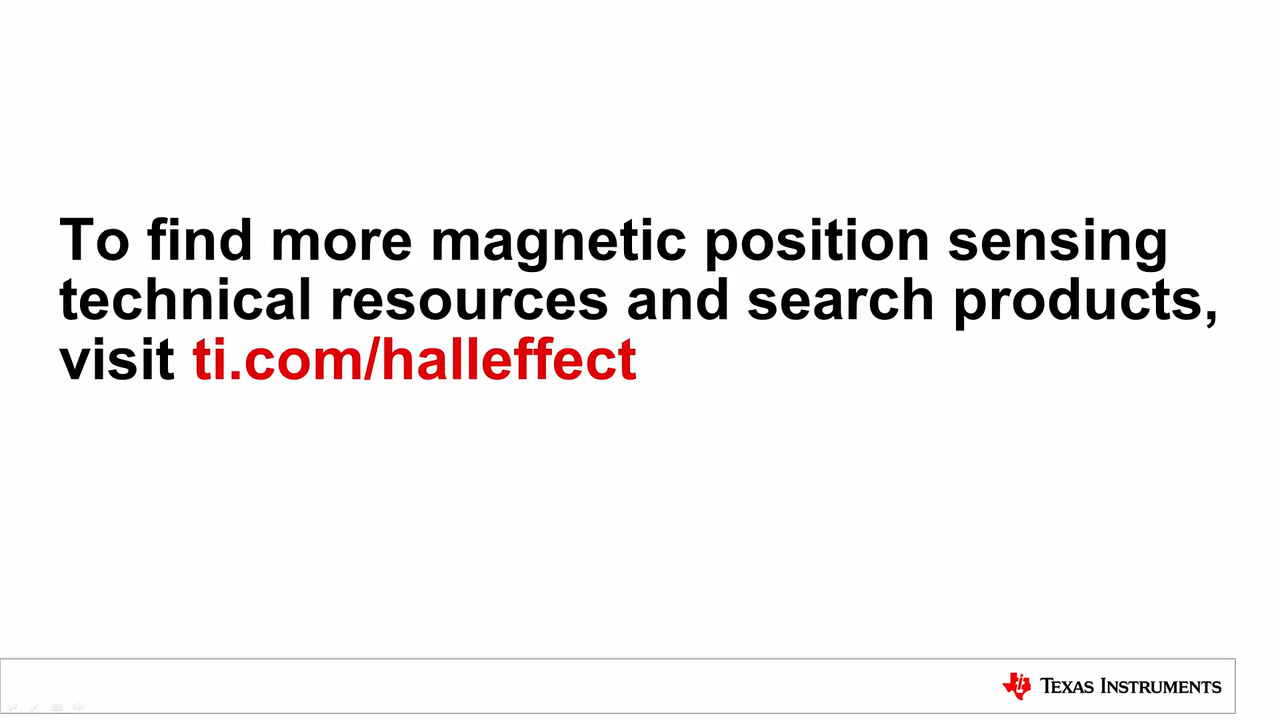 To find more magnetic position sensing
technical resources and search products,
visit ti.com/halleffect
TEXAS INSTRUMENTS